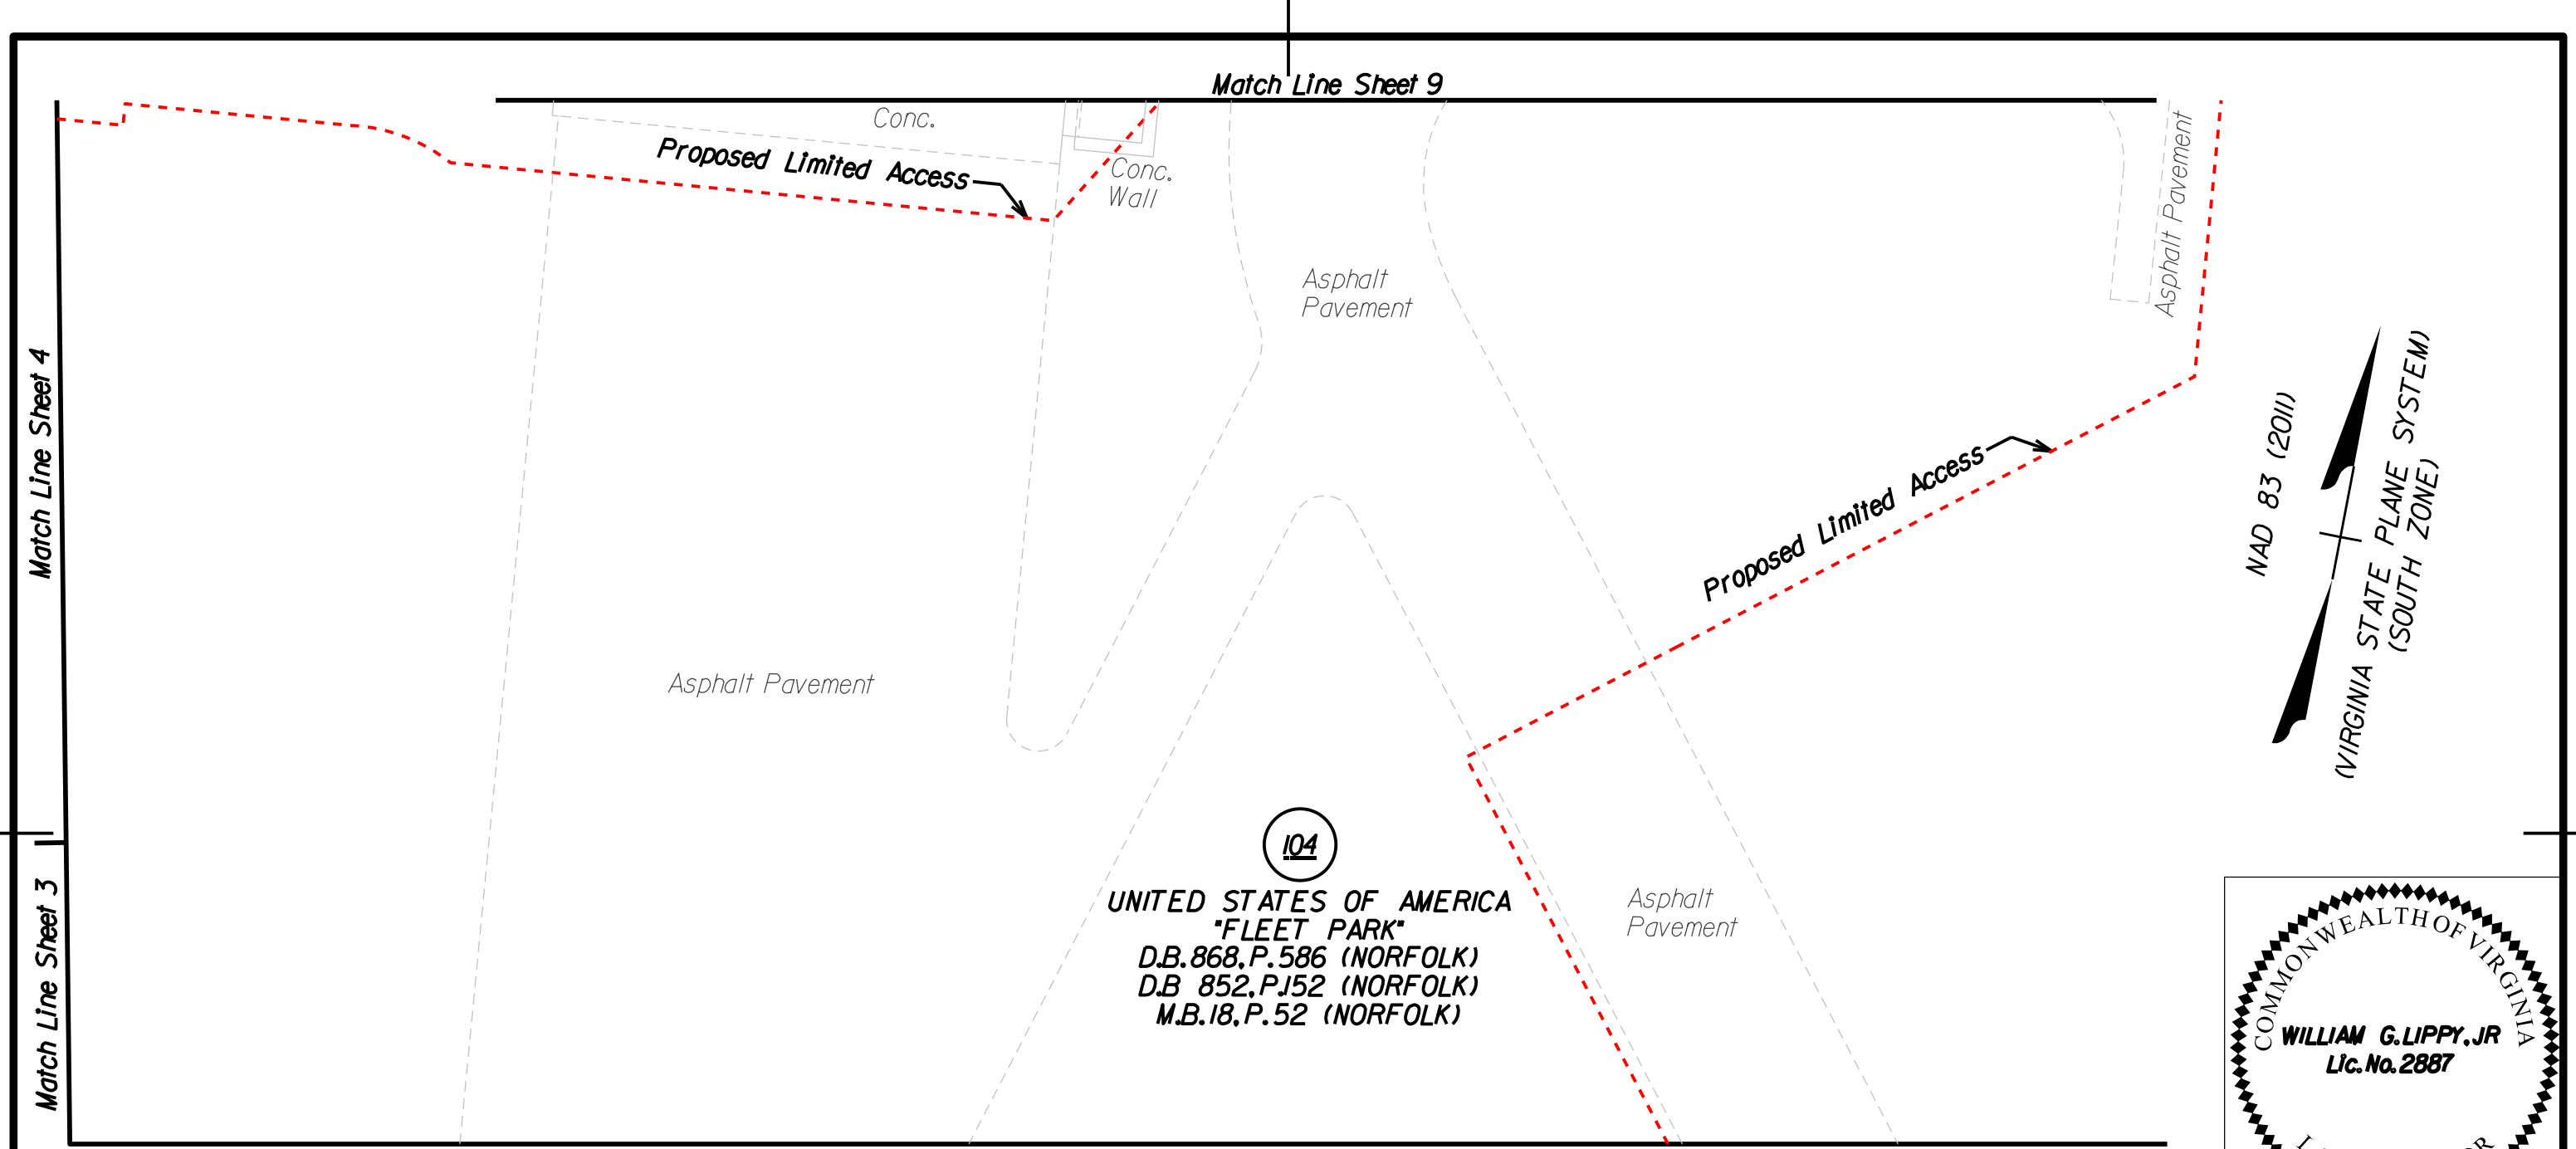 Match Line Sheet 9
Conc.
Proposed Limited Access
Conc.
Wall
Asphalt
Pavement
Asphalt Pavement
Match Line Sheet 4
NAD 83 (2011)
(VIRGINIA STATE PLANE SYSTEM)
(SOUTH ZONE)
Proposed Limited Access
Asphalt Pavement
104
UNITED STATES OF AMERICA
"FLEET PARK"
D.B. 868, P. 586 (NORFOLK)
D.B 852, P.152 (NORFOLK)
M.B. 18, P. 52 (NORFOLK)
Asphalt
Pavement
Match Line Sheet 3
COMMONWEALTH OF VIRGINIA
WILLIAM G. LIPPY, JR
Lic. No. 2887